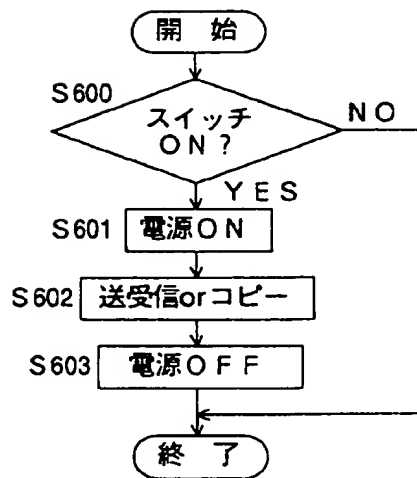 開 始
S600
スイッチ
ON?
NO
YES
S601 電源ON
S602 送受信orコピー
S603 電源OFF
終 了